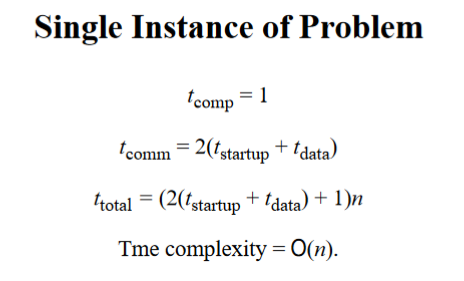 Single Instance of Problem
tcomp = 1
tcomm = 2(tstartup + tdata)
ttotal = (2(tstartup + tdata) + 1)n
Tme complexity = O(n).